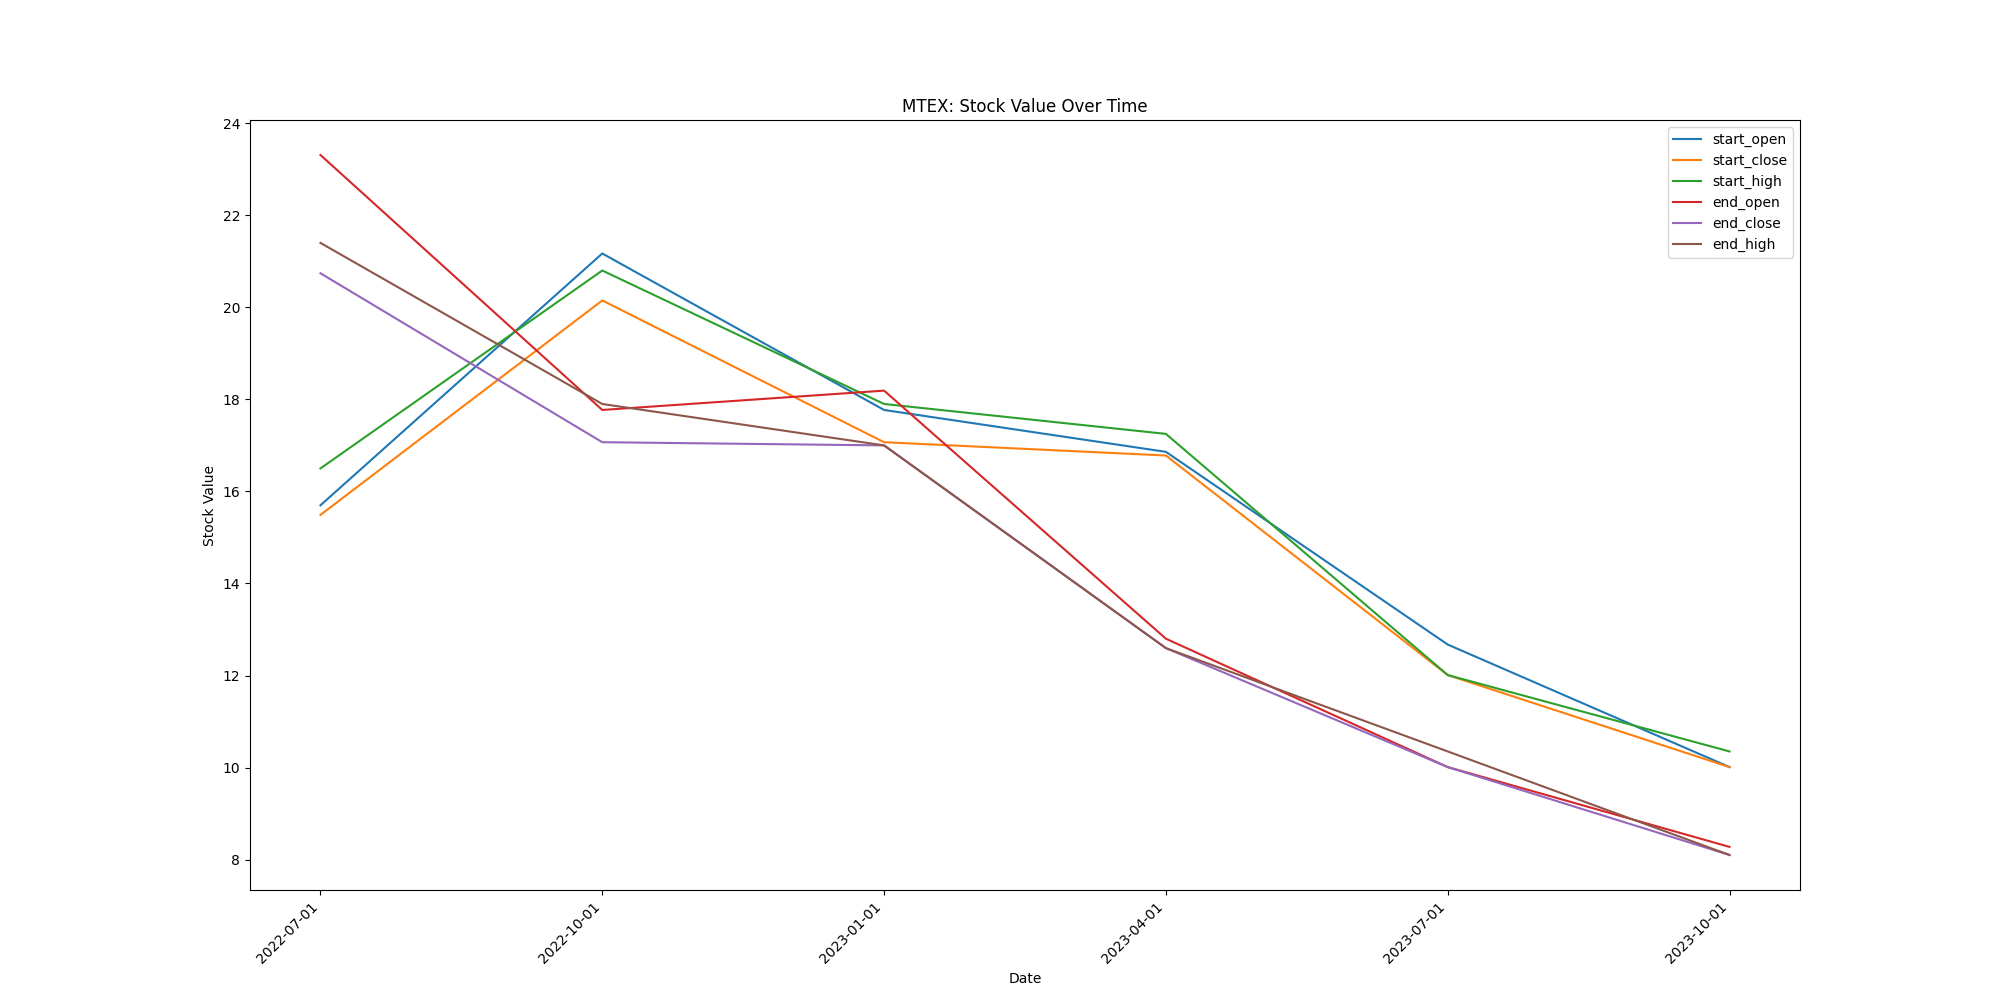 MTEX: Stock Value Over Time
24
22
20
18
16
14
12
10
8
Stock Value
start_open
start_close
start_high
end_open
end_close
end_high
2022-07-01
2022-10-01
2023-01-01
2023-04-01
2023-07-01
2023-10-01
Date